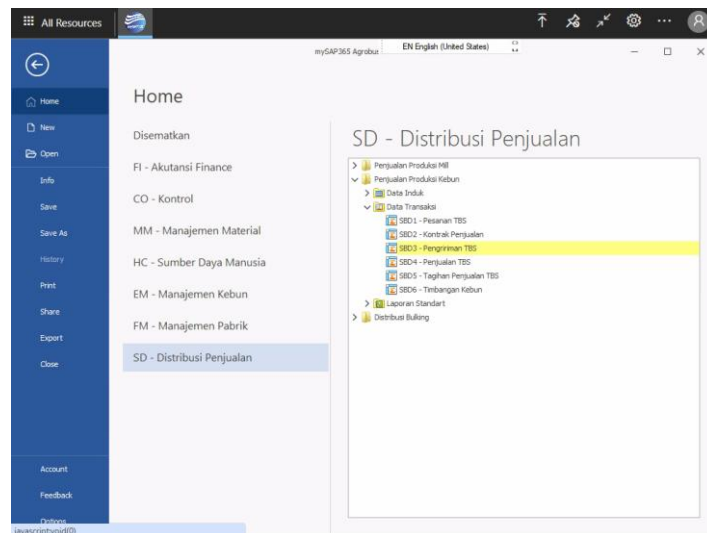 All Resources
mySAP365 Agrobus
EN English (United States)
Home
New
Open
Info
Save
Save As
History
Print
Share
Export
Close
Account
Feedback
Options
javascript:void(0)
Home
Disematkan
FI - Akutansi Finance
CO - Kontrol
MM - Manajemen Material
HC - Sumber Daya Manusia
EM - Manajemen Kebun
FM - Manajemen Pabrik
SD - Distribusi Penjualan
SD - Distribusi Penjualan
Penjualan Produksi Mill
Penjualan Produksi Kebun
Data Induk
Data Transaksi
SBD1 - Pesanan TBS
SBD2 - Kontrak Penjualan
SBD3 - Pengriman TBS
SBD4 - Penjualan TBS
SBD5 - Tagihan Penjualan TBS
SBD6 - Timbangan Kebun
Laporan Standart
Distribusi Bulking